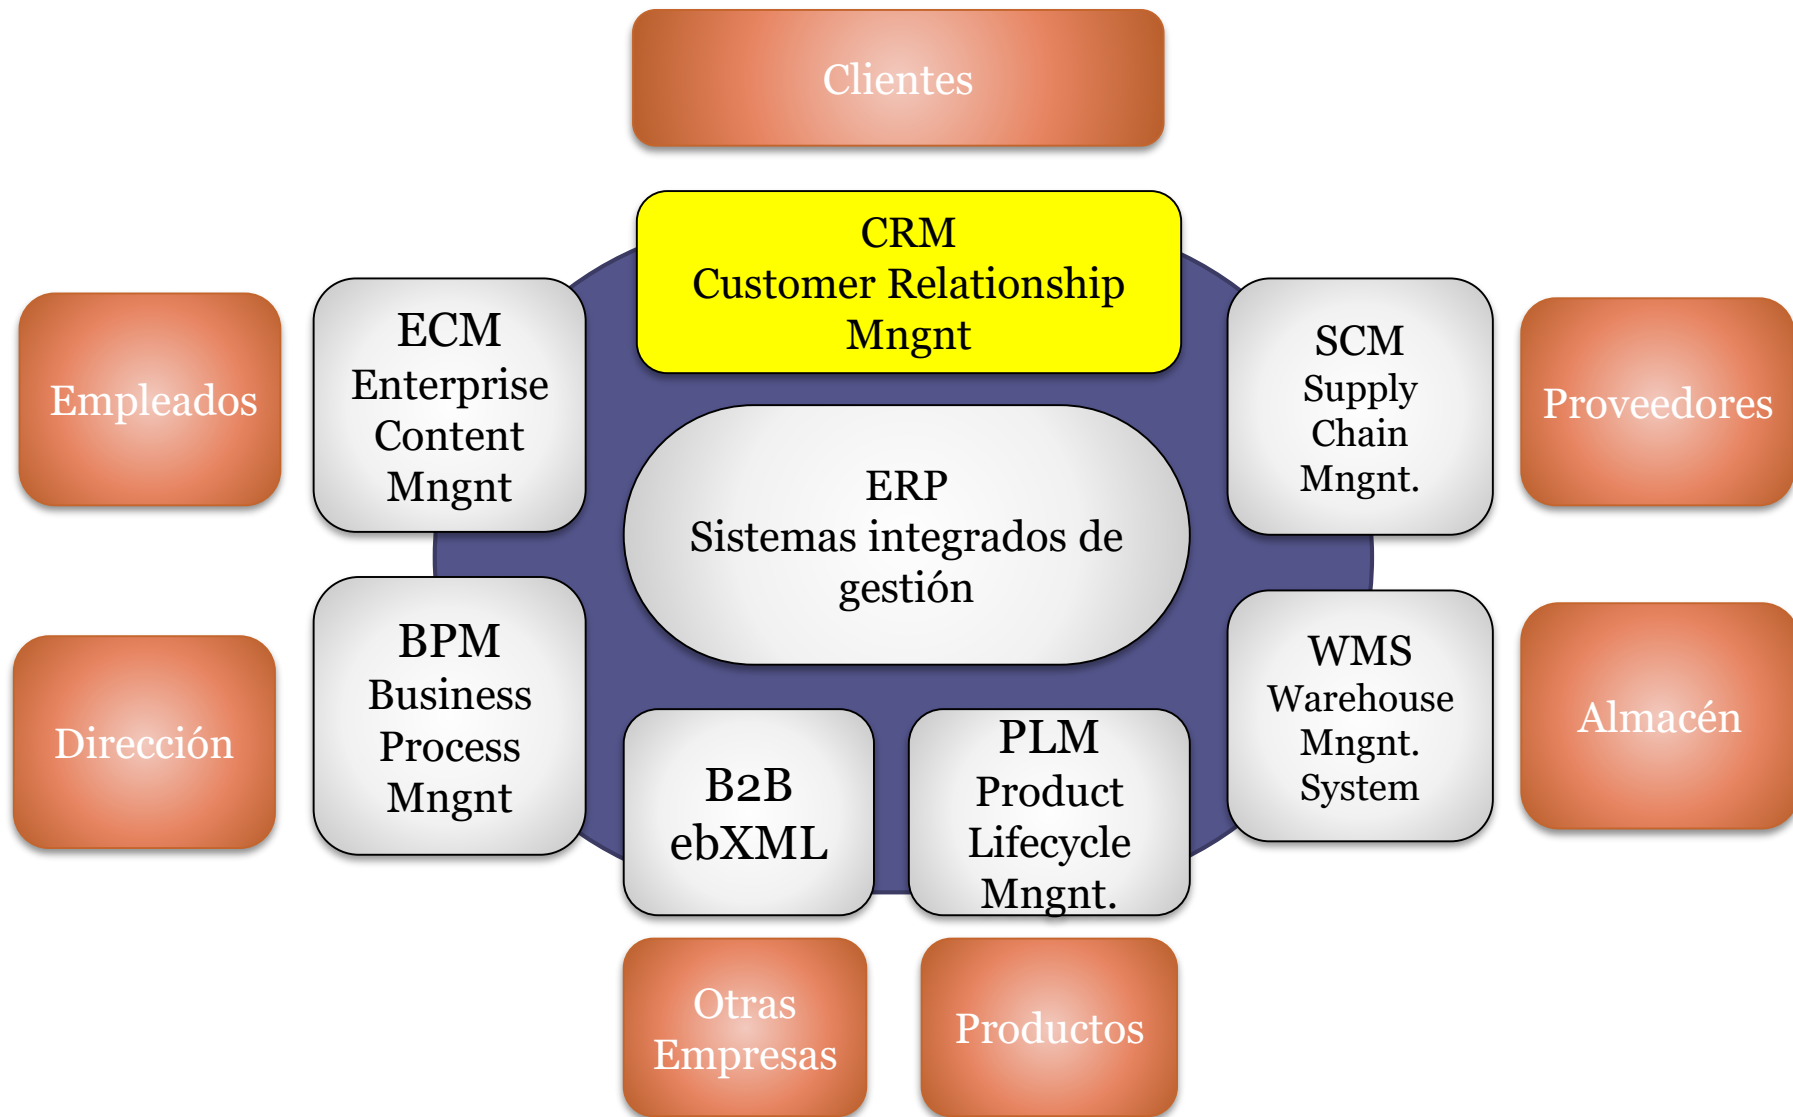 Clientes
CRM
Customer Relationship
Mngnt
Empleados
ECM
Enterprise
Content
Mngnt
ERP
Sistemas integrados de
gestión
SCM
Supply
Chain
Mngnt.
Proveedores
Dirección
BPM
Business
Process
Mngnt
B2B
ebXML
PLM
Product
Lifecycle
Mngnt.
WMS
Warehouse
Mngnt.
System
Almacén
Otras
Empresas
Productos